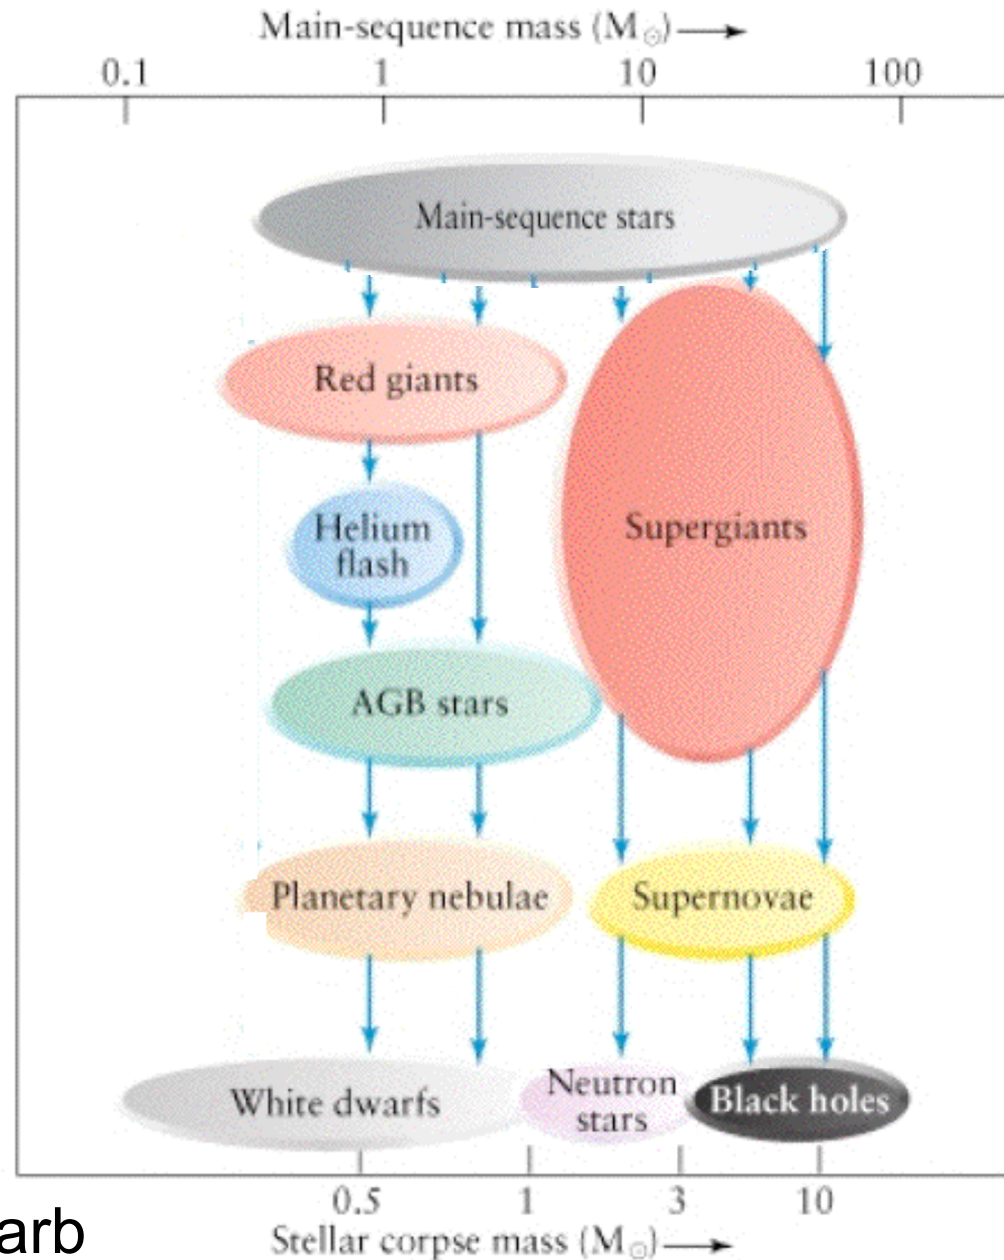 Main-sequence mass (M☉)
0.1 1 10 100
Main-sequence stars
Red giants
Helium
flash
Supergiants
AGB stars
Planetary nebulae
Supernovae
White dwarfs
Neutron
stars
Black holes
0.5 1 3 10
arb
Stellar corpse mass (M☉)